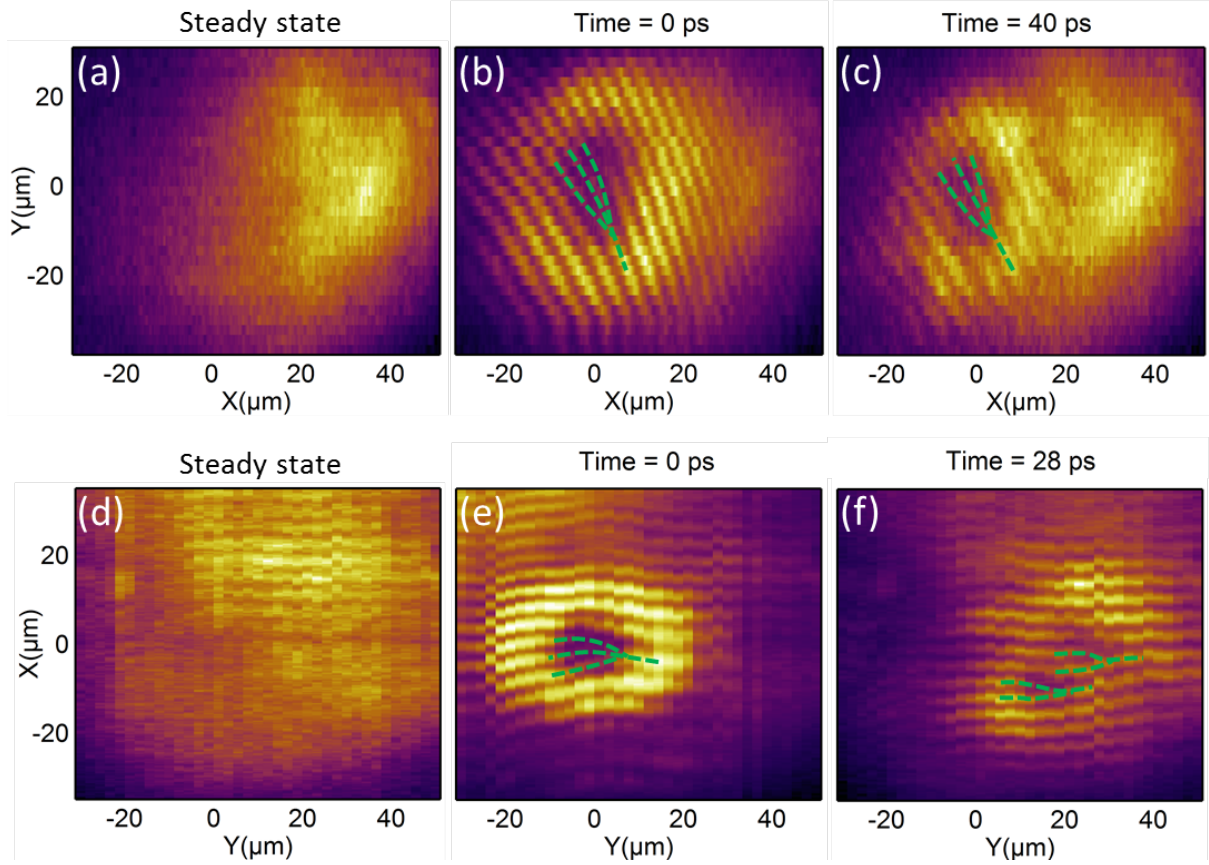 Steady state
Time = 0 ps
Time = 40 ps
(a)
(b)
(c)
20
0
-20
Y(µm)
-20 0 20 40
-20 0 20 40
-20 0 20 40
X(µm)
X(µm)
X(µm)
Steady state
Time = 0 ps
Time = 28 ps
(d)
(e)
(f)
20
0
-20
X(µm)
-20 0 20 40
-20 0 20 40
-20 0 20 40
Y(µm)
Y(µm)
Y(µm)